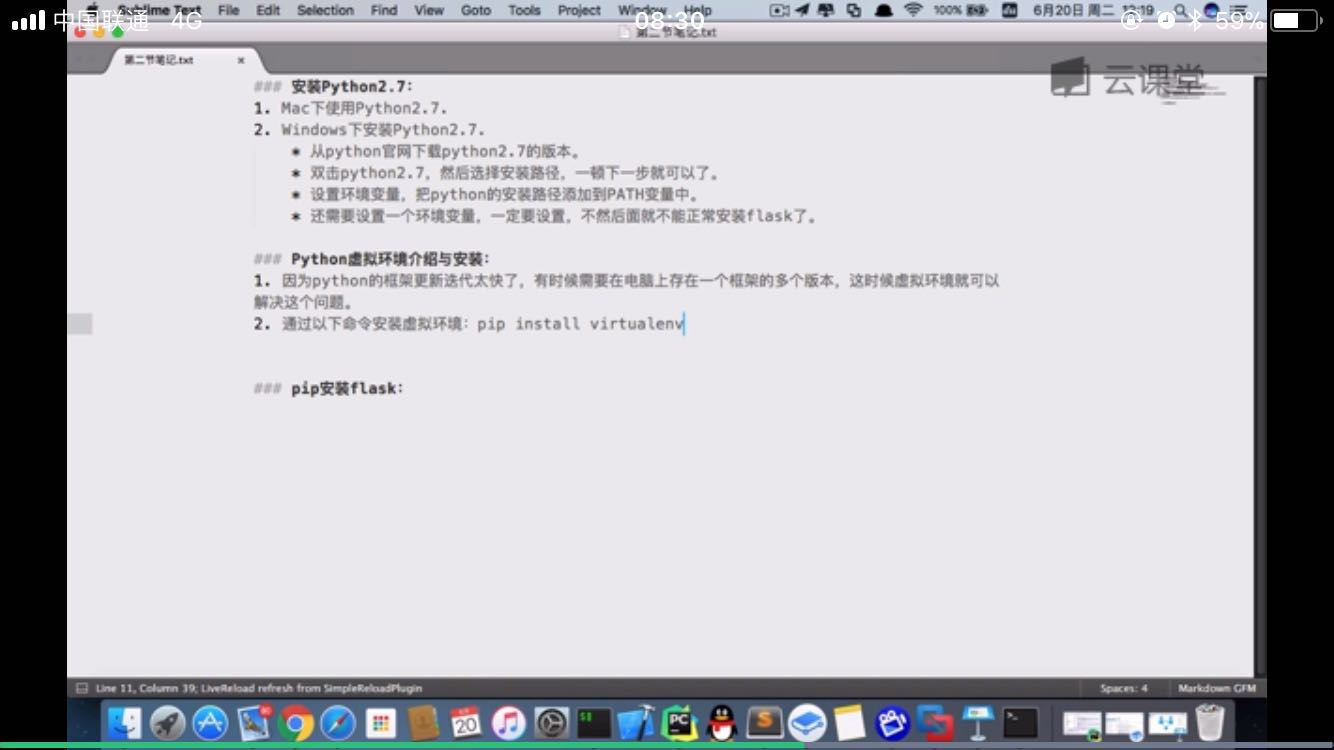 中国联通 4G 08:30 59%
Sublime Text File Edit Selection Find View Goto Tools Project Window Help 100% 6月20日 周二
第二节笔记.txt
第二节笔记.txt ×
云课堂
### 安装Python2.7:
1. Mac下使用Python2.7.
2. Windows下安装Python2.7.
* 从python官网下载python2.7的版本。
* 双击python2.7，然后选择安装路径，一顿下一步就可以了。
* 设置环境变量，把python的安装路径添加到PATH变量中。
* 还需要设置一个环境变量，一定要设置，不然后面就不能正常安装flask了。
### Python虚拟环境介绍与安装:
1. 因为python的框架更新迭代太快了，有时候需要在电脑上存在一个框架的多个版本，这时候虚拟环境就可以
解决这个问题。
2. 通过以下命令安装虚拟环境：pip install virtualenv
### pip安装flask:
Line 11, Column 39; LiveReload refresh from SimpleReloadPlugin Spaces: 4 Markdown GFM
20
PC
S